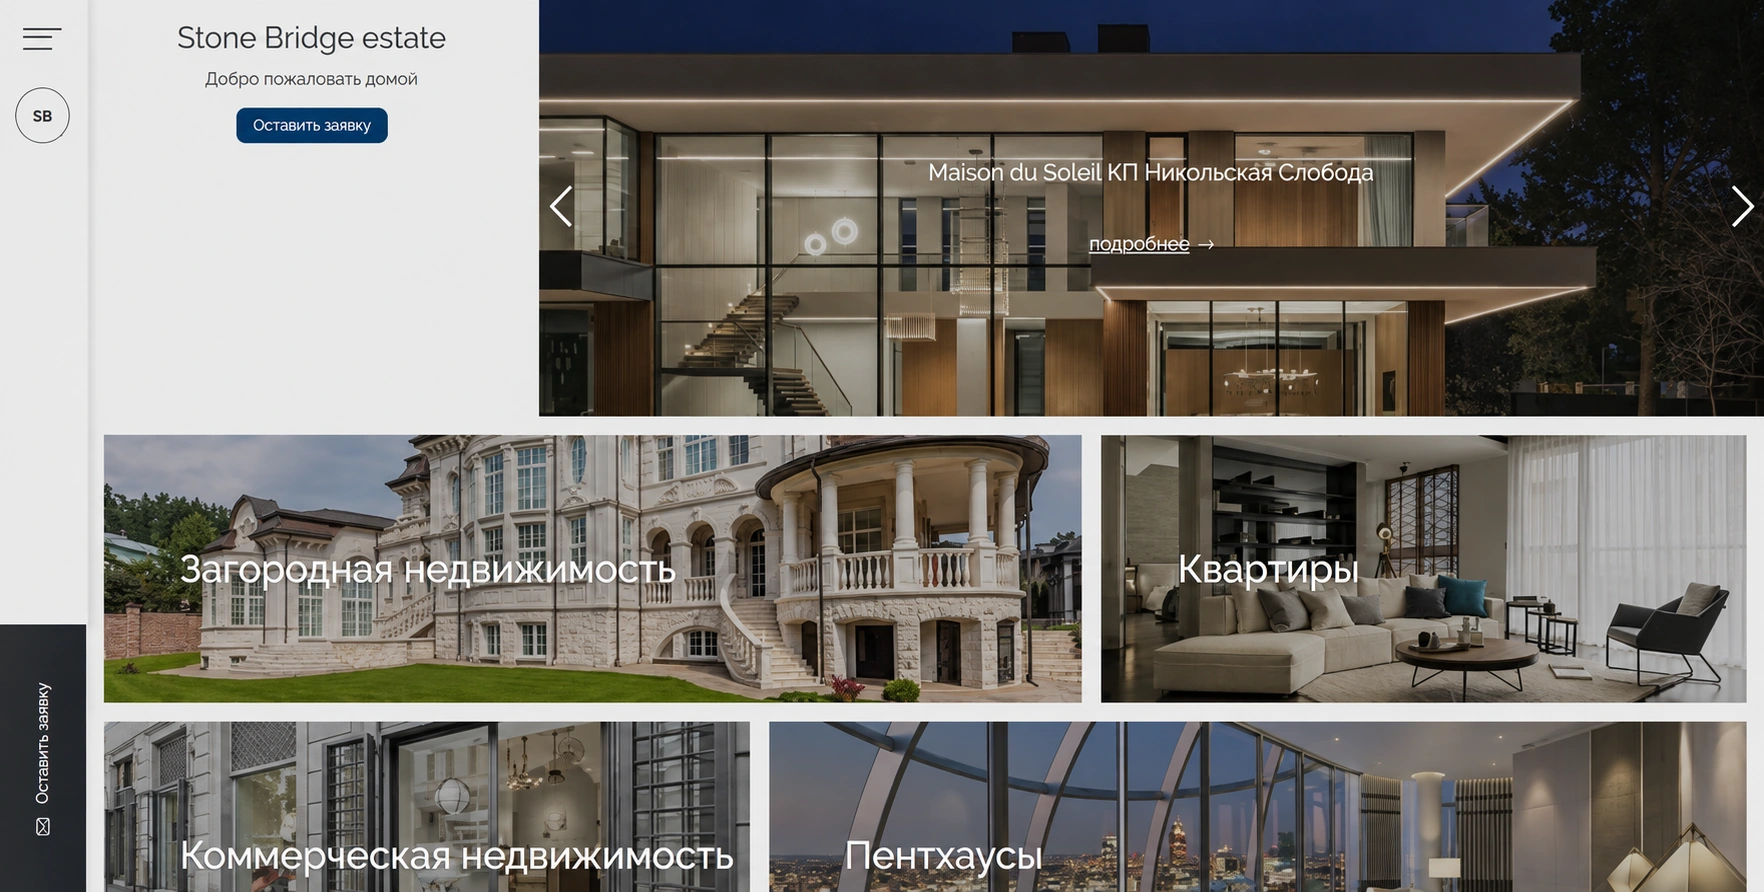 SB
Stone Bridge estate
Добро пожаловать домой
Оставить заявку
Maison du Soleil КП Никольская Слобода
подробнее →
Загородная недвижимость
Квартиры
Коммерческая недвижимость
Пентхаусы
Оставить заявку